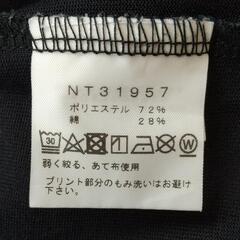 NT31957
ポリエステル 72%
綿 28%
30
W
弱く絞る、あて布使用
プリント部分のもみ洗いはお避け
下さい。